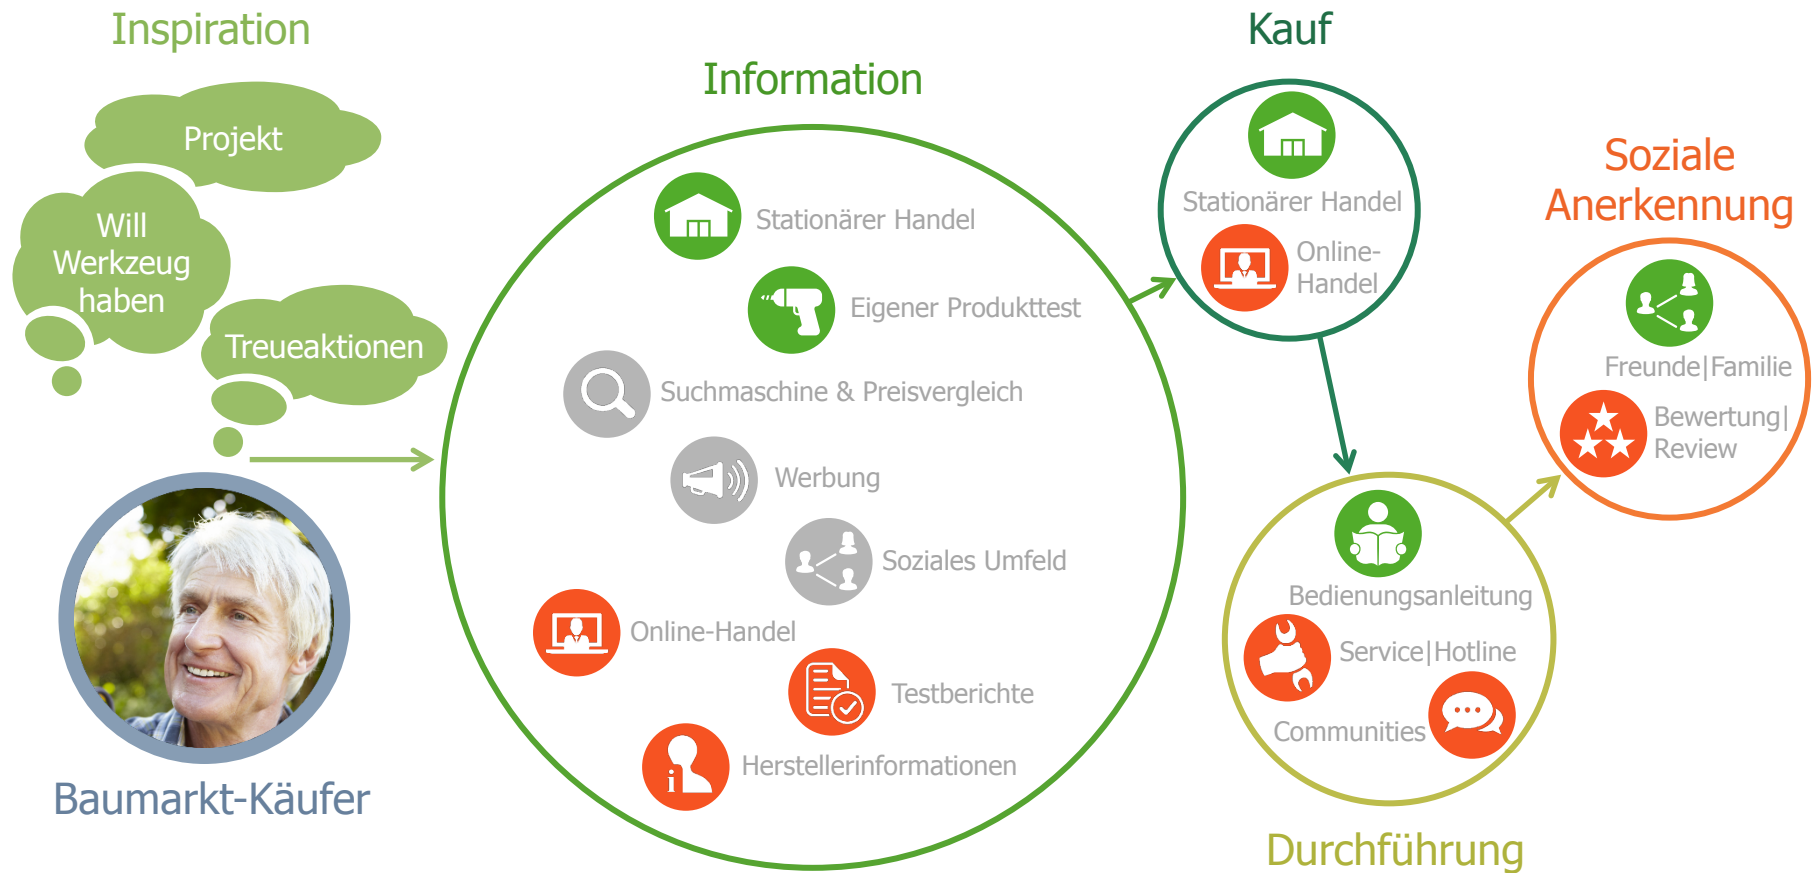 Inspiration
Projekt
Will
Werkzeug
haben
Treueaktionen
Baumarkt-Käufer
Information
Stationärer Handel
Eigener Produkttest
Suchmaschine & Preisvergleich
Werbung
Soziales Umfeld
Online-Handel
Testberichte
i
Herstellerinformationen
Kauf
Stationärer Handel
Online-
Handel
Bedienungsanleitung
Service|Hotline
Communities
Durchführung
Soziale
Anerkennung
Freunde|Familie
Bewertung|
Review